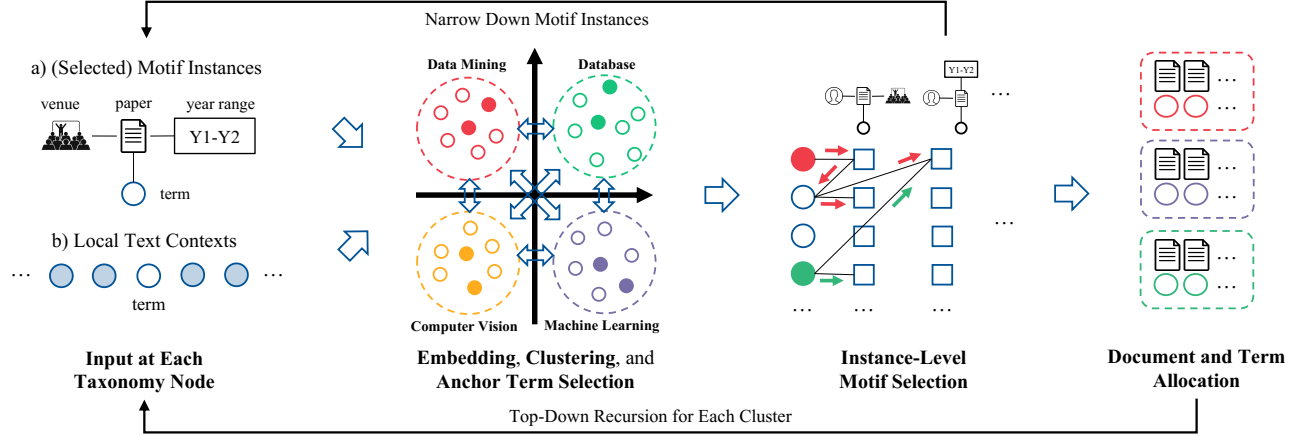 Narrow Down Motif Instances
a) (Selected) Motif Instances
venue
paper
year range
Y1-Y2
term
b) Local Text Contexts
...
...
term
Input at Each
Taxonomy Node
Data Mining
Database
Computer Vision
Machine Learning
Embedding, Clustering, and
Anchor Term Selection
Y1-Y2
...
...
...
...
...
Instance-Level
Motif Selection
...
...
...
...
...
...
Document and Term
Allocation
Top-Down Recursion for Each Cluster